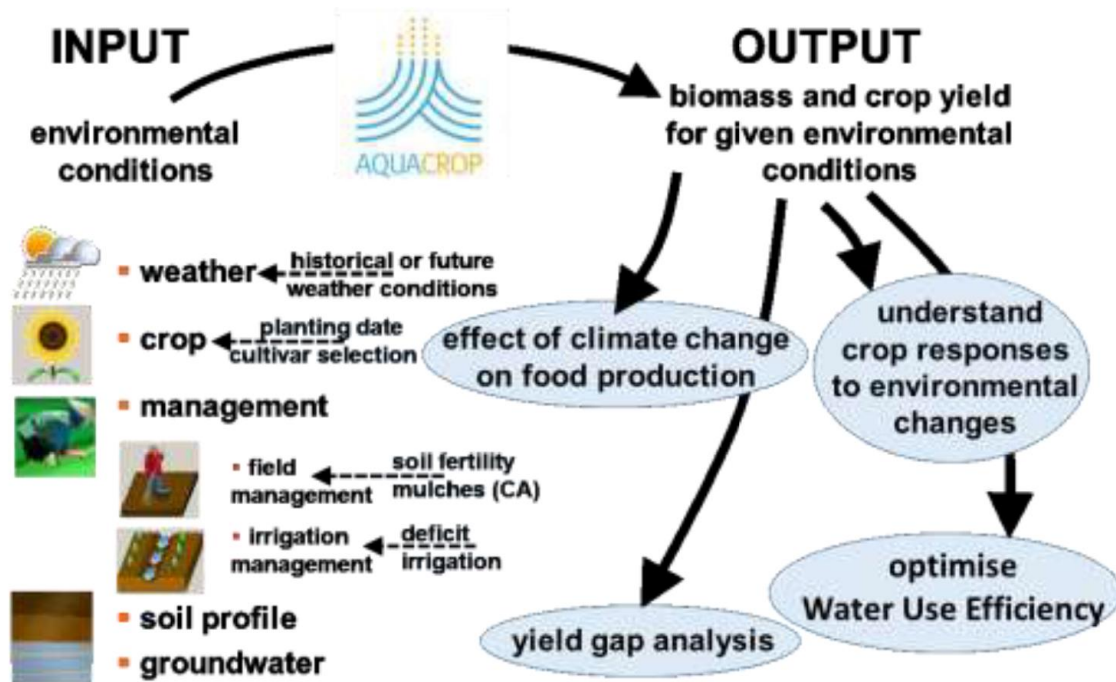 INPUT
environmental
conditions
AQUACROP
OUTPUT
biomass and crop yield
for given environmental
conditions
▪ weather
historical or future
weather conditions
▪ crop
planting date
cultivar selection
▪ management
▪ field
management
soil fertility
mulches (CA)
▪ irrigation
management
deficit
irrigation
▪ soil profile
▪ groundwater
effect of climate change
on food production
understand
crop responses
to environmental
changes
yield gap analysis
optimise
Water Use Efficiency